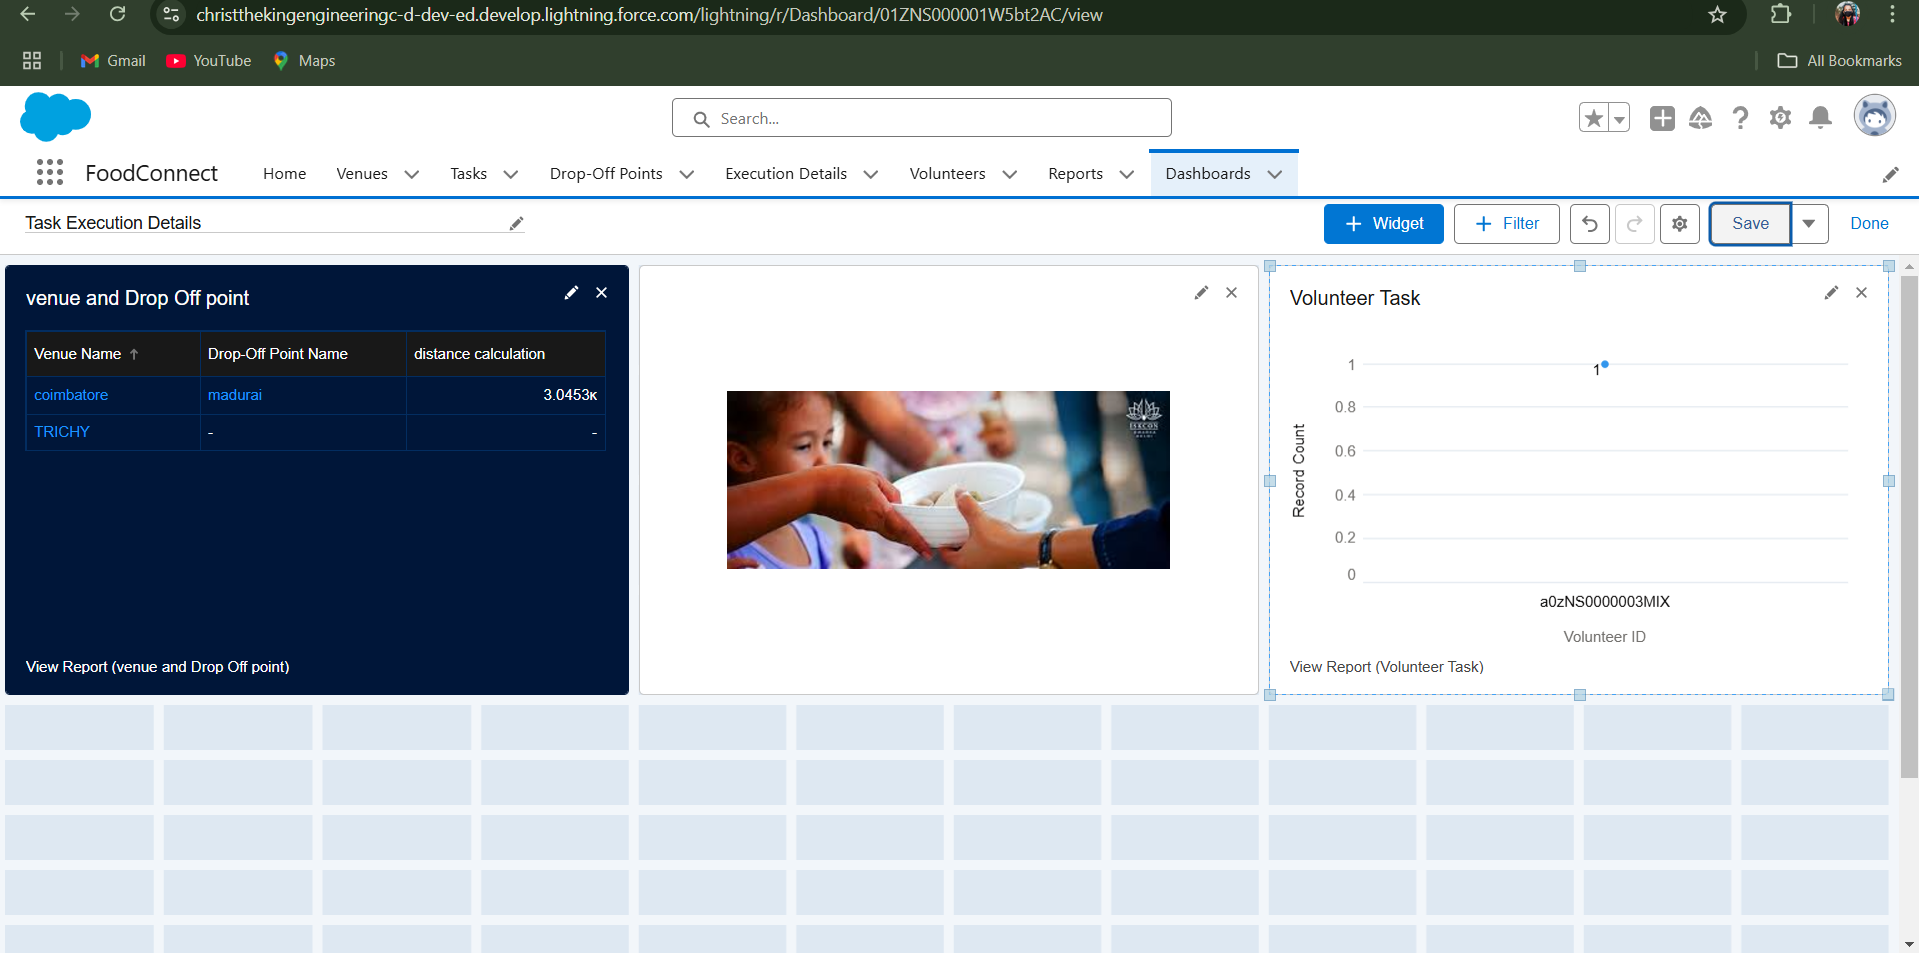 christthekingengineeringc-d-dev-ed.develop.lightning.force.com/lightning/r/Dashboard/01ZNS000001W5bt2AC/view
Gmail YouTube Maps All Bookmarks
Search...
FoodConnect Home Venues Tasks Drop-Off Points Execution Details Volunteers Reports Dashboards
Task Execution Details
+ Widget + Filter Save Done
venue and Drop Off point
Venue Name ↑ Drop-Off Point Name distance calculation
coimbatore madurai 3.0453K
TRICHY - -
View Report (venue and Drop Off point)
ISKCON
Volunteer Task
1
0.8
0.6
0.4
0.2
0
Record Count
1
a0zNS0000003MIX
Volunteer ID
View Report (Volunteer Task)